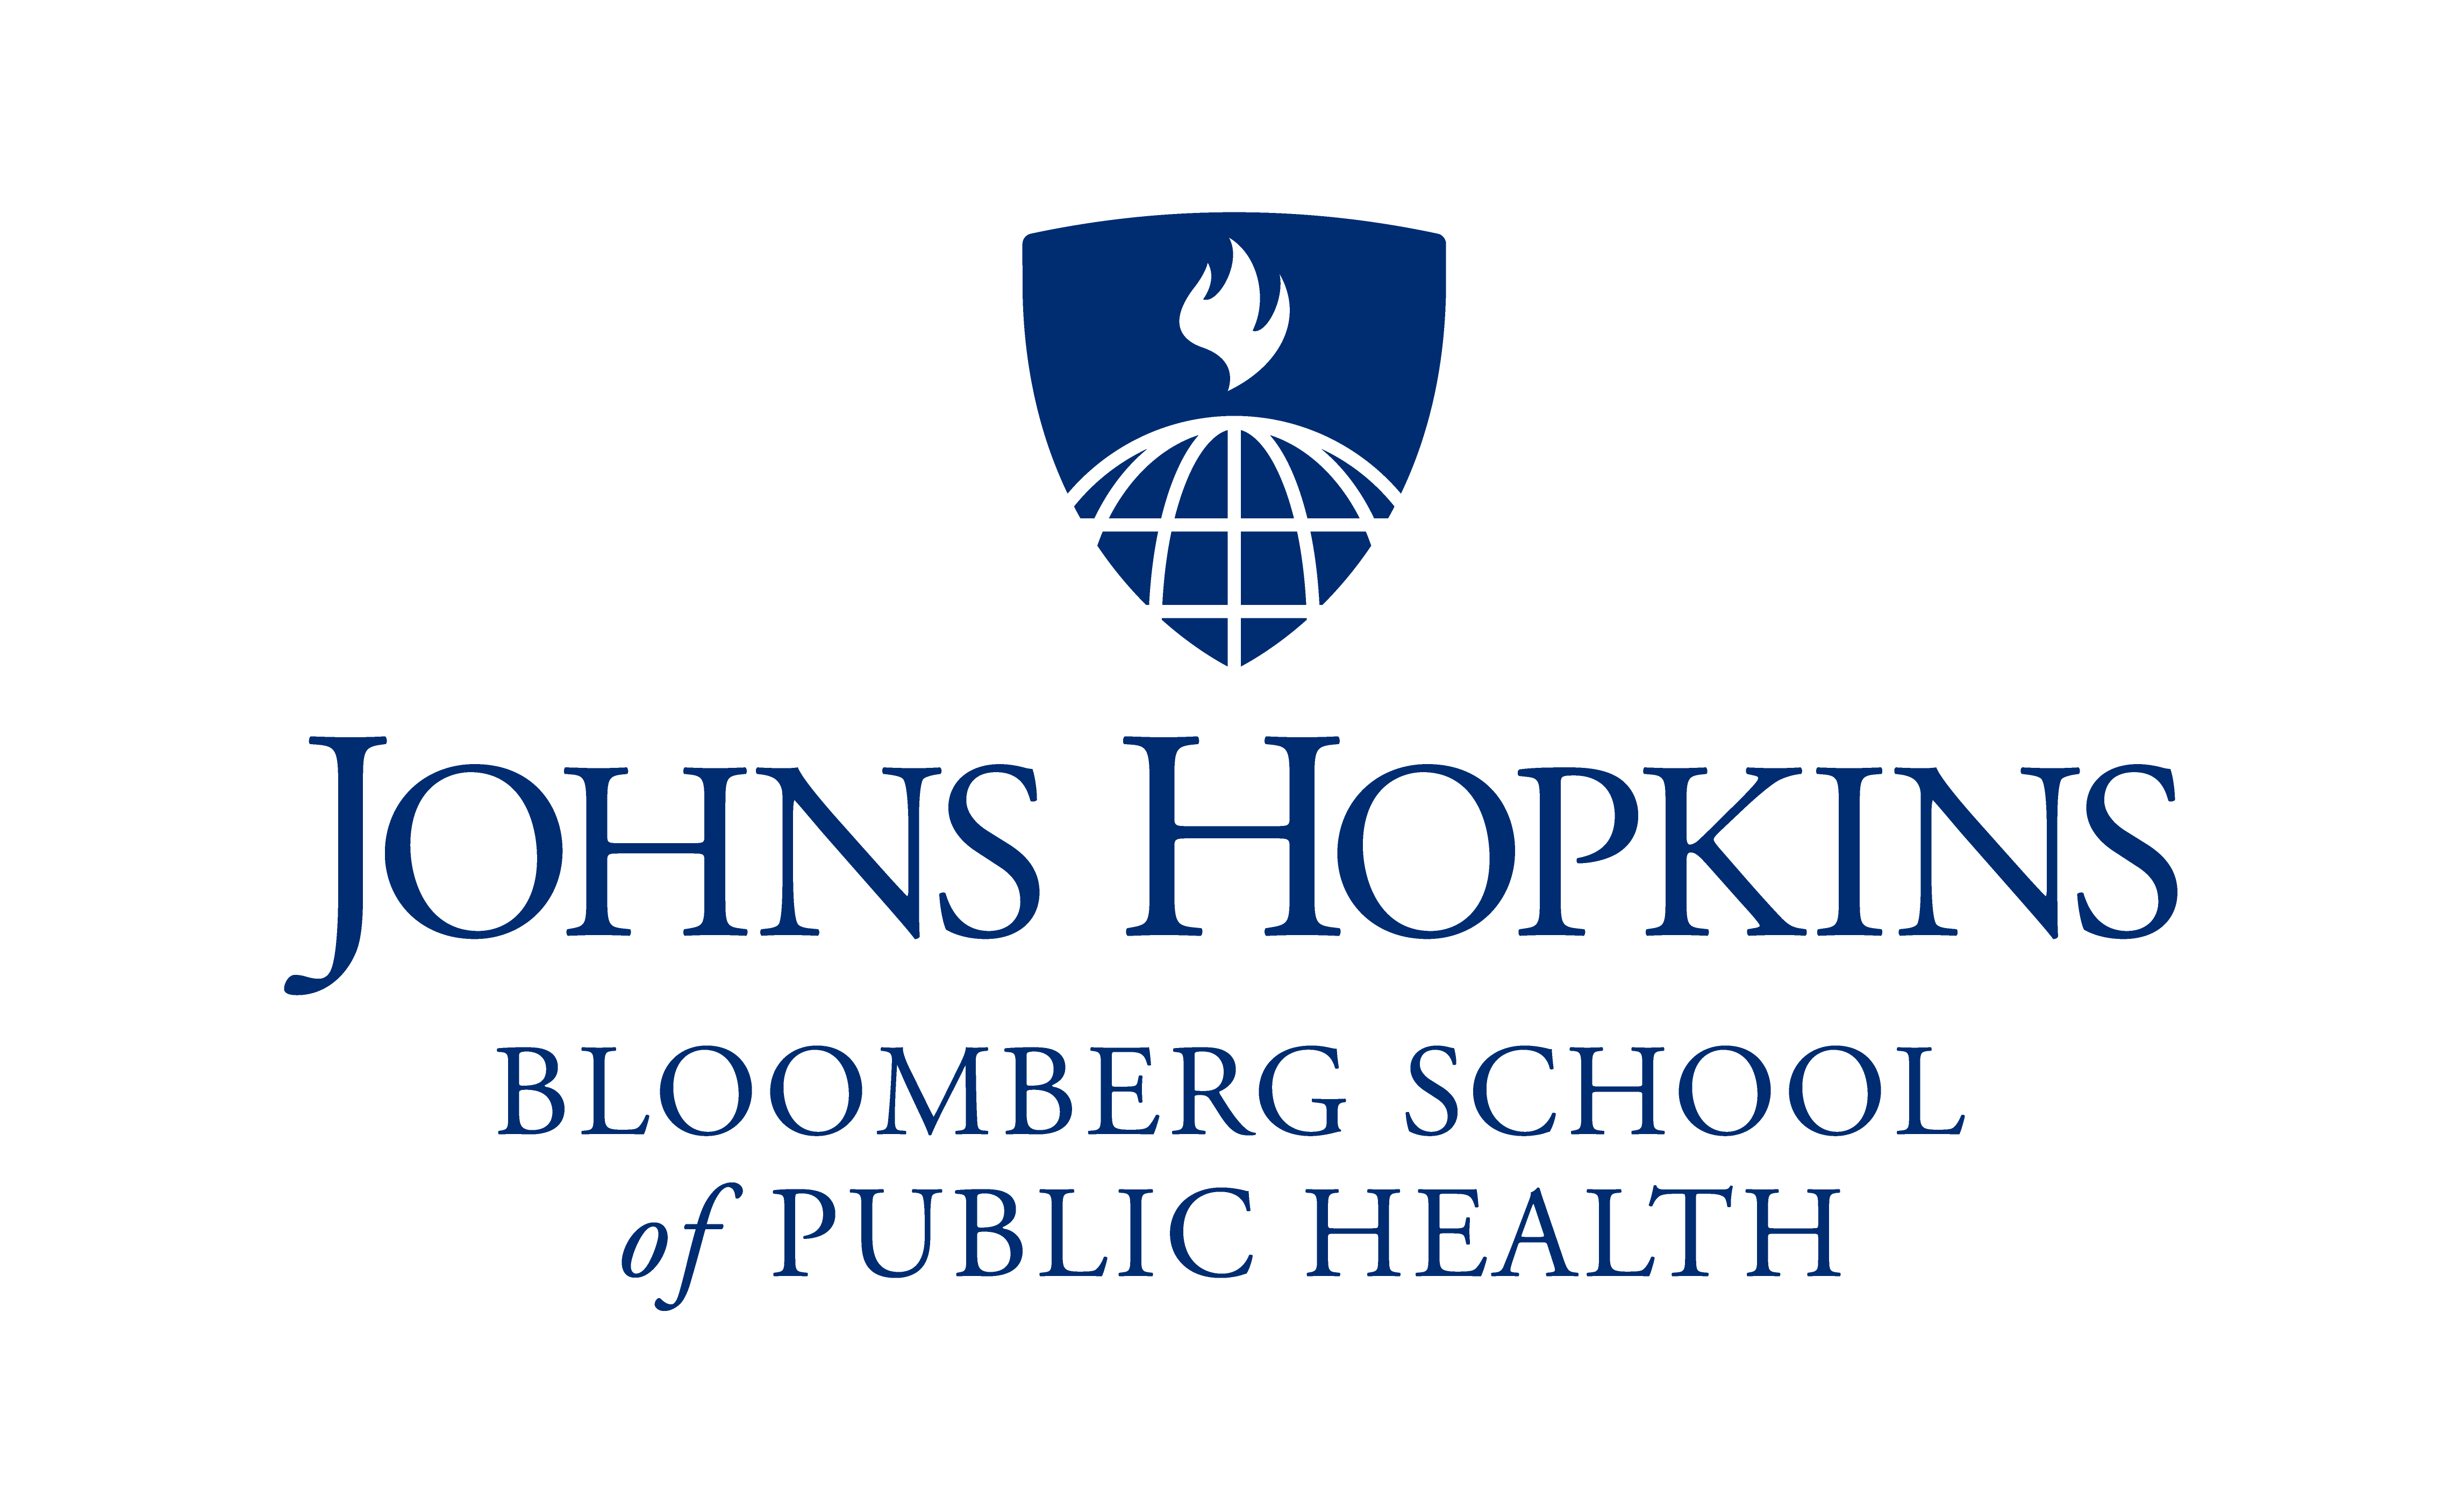 JOHNS HOPKINS
BLOOMBERG SCHOOL
of PUBLIC HEALTH